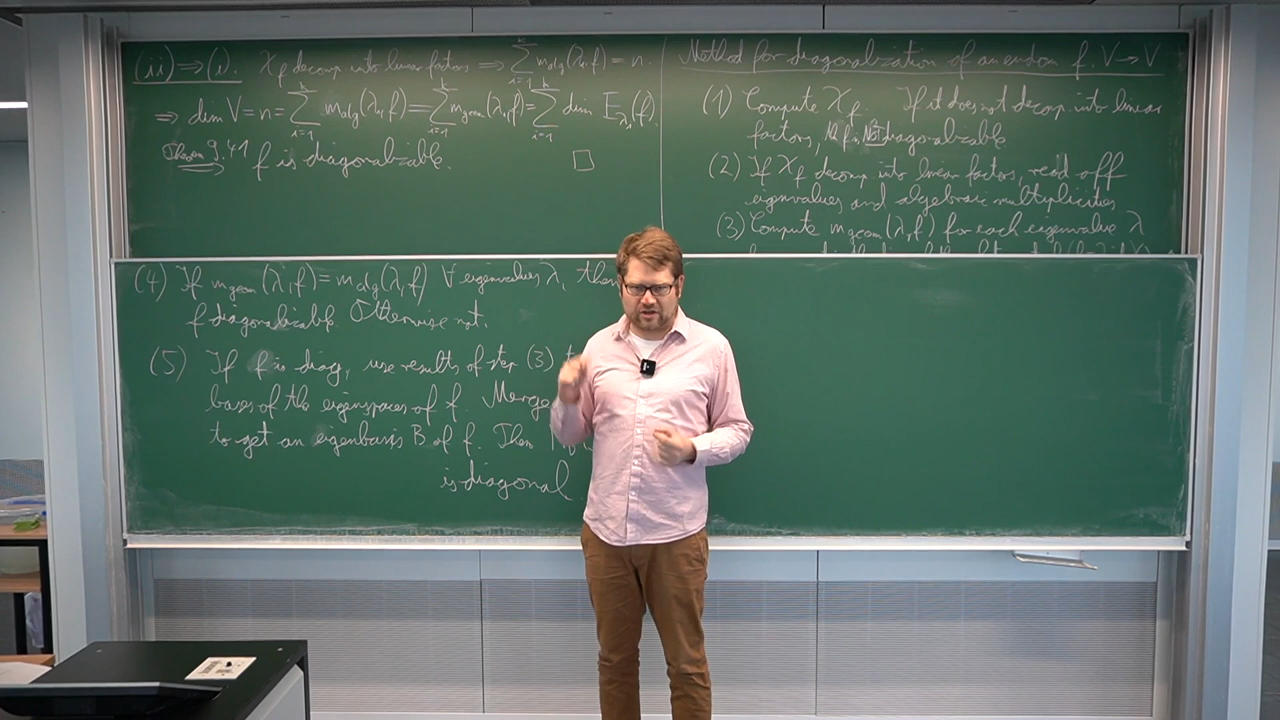 (ii) ⇒ (i). χ_f decomp. into linear factors ⇒ ∑_{i=1}^{k} m_alg(λ_i, f) = n.
⇒ dim V = n = ∑_{i=1}^{k} m_alg(λ_i, f) = ∑_{i=1}^{k} m_geom(λ_i, f) = ∑_{i=1}^{k} dim E_{λ_i}(f).
Theorem 9.41 ⇒ f is diagonalizable. □
Method for diagonalization of an endom. f: V → V
(1) Compute χ_f. If it does not decomp. into linear
factors, f is Not diagonalizable
(2) If χ_f decomp. into linear factors, read off
eigenvalues and algebraic multiplicities
(3) Compute m_geom(λ, f) for each eigenvalue λ
(4) If m_geom(λ, f) = m_alg(λ, f) ∀ eigenvalues λ, then
f diagonalizable. Otherwise not.
(5) If f is diag, use results of step (3)
bases of the eigenspaces of f. Merge
to get an eigenbasis B of f. Then
is diagonal.